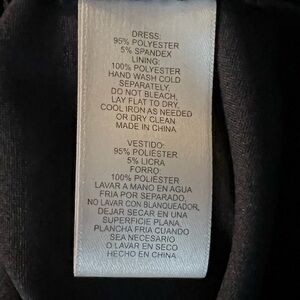 DRESS:
95% POLYESTER
5% SPANDEX
LINING:
100% POLYESTER
HAND WASH COLD
SEPARATELY,
DO NOT BLEACH,
LAY FLAT TO DRY.
COOL IRON AS NEEDED
OR DRY CLEAN
MADE IN CHINA
VESTIDO:
95% POLIÉSTER
5% LICRA
FORRO:
100% POLIÉSTER
LAVAR A MANO EN AGUA
FRIA POR SEPARADO,
NO LAVAR CON BLANQUEADOR,
DEJAR SECAR EN UNA
SUPERFICIE PLANA.
PLANCHA FRIA CUANDO
SEA NECESARIO
O LAVAR EN SECO
HECHO EN CHINA